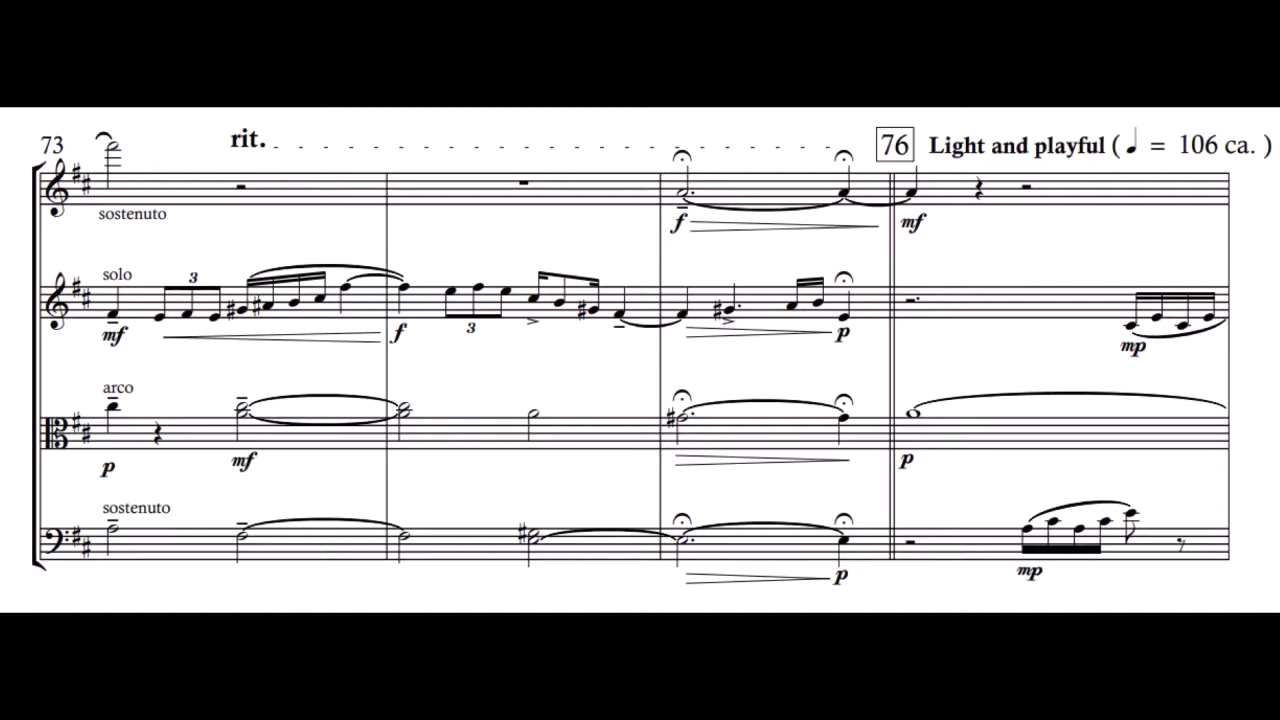 73 rit. 76 Light and playful ( = 106 ca. )
sostenuto
f mf
solo
3
3
mf f p mp
arco
p mf p
sostenuto
p mp